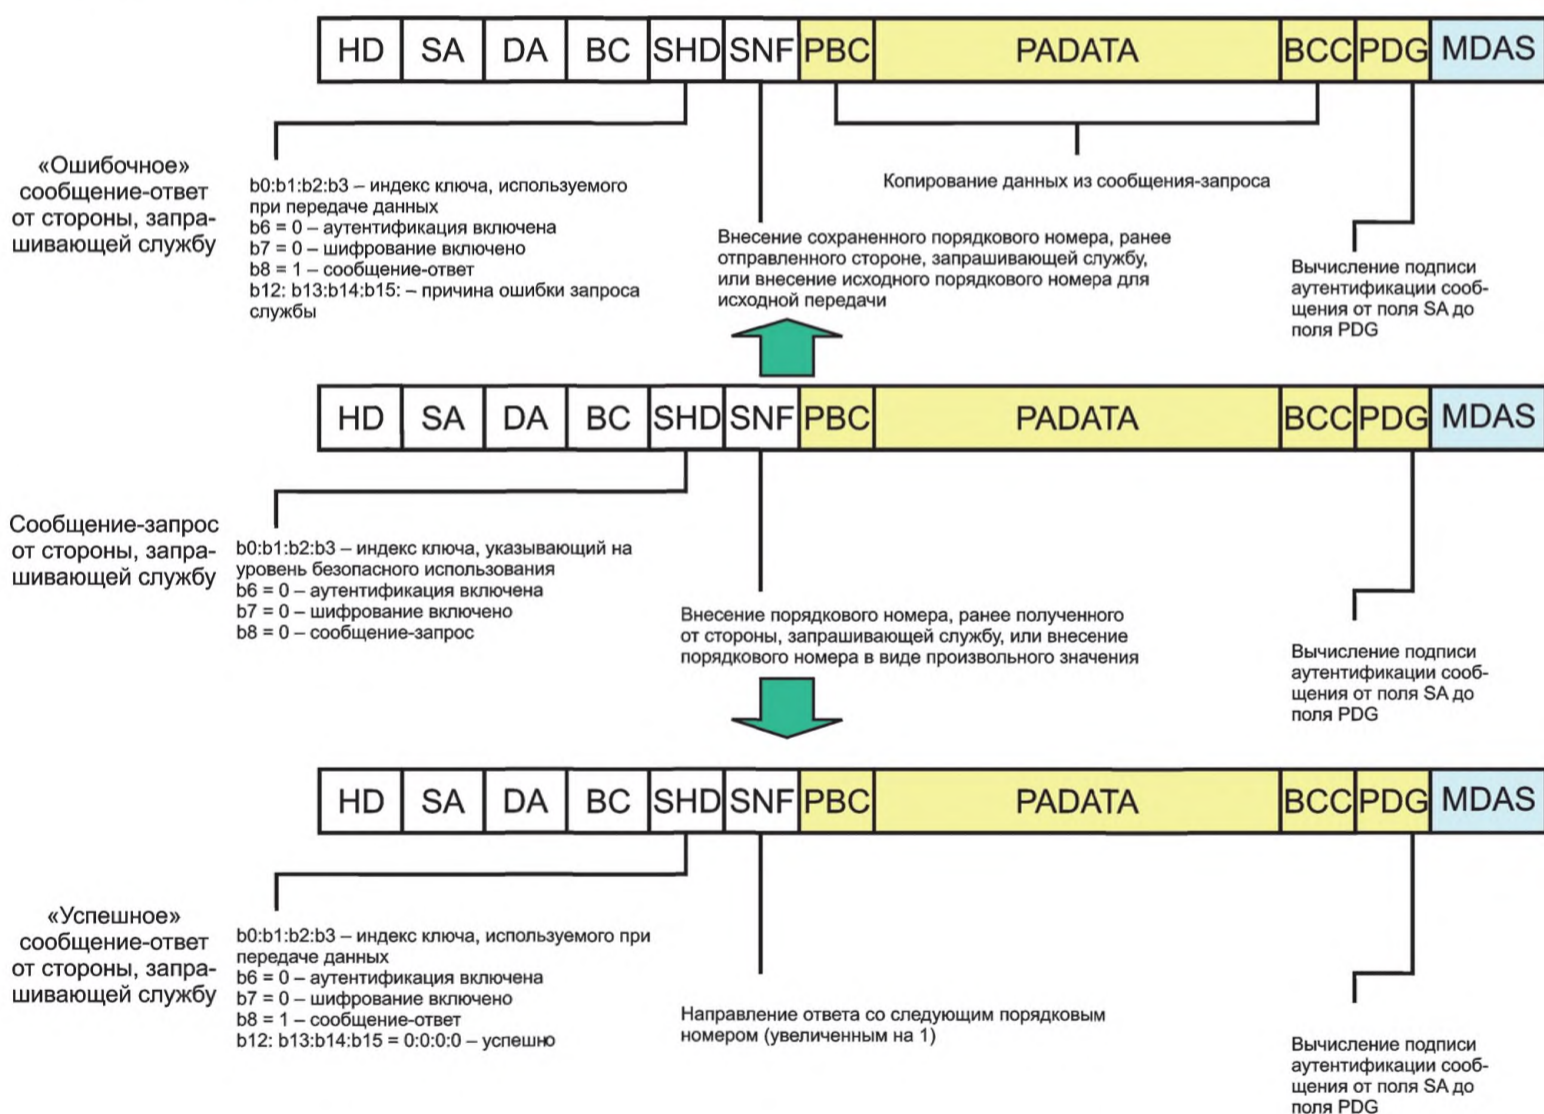 HD SA DA BC SHD SNF PBC PADATA BCC PDG MDAS
«Ошибочное»
сообщение-ответ
от стороны, запра-
шивающей службу
b0:b1:b2:b3 – индекс ключа, используемого
при передаче данных
b6 = 0 – аутентификация включена
b7 = 0 – шифрование включено
b8 = 1 – сообщение-ответ
b12: b13:b14:b15: – причина ошибки запроса
службы
Внесение сохраненного порядкового номера, ранее
отправленного стороне, запрашивающей службу,
или внесение исходного порядкового номера для
исходной передачи
Копирование данных из сообщения-запроса
Вычисление подписи
аутентификации сооб-
щения от поля SA до
поля PDG
HD SA DA BC SHD SNF PBC PADATA BCC PDG MDAS
Сообщение-запрос
от стороны, запра-
шивающей службу
b0:b1:b2:b3 – индекс ключа, указывающий на
уровень безопасного использования
b6 = 0 – аутентификация включена
b7 = 0 – шифрование включено
b8 = 0 – сообщение-запрос
Внесение порядкового номера, ранее полученного
от стороны, запрашивающей службу, или внесение
порядкового номера в виде произвольного значения
Вычисление подписи
аутентификации сооб-
щения от поля SA до
поля PDG
HD SA DA BC SHD SNF PBC PADATA BCC PDG MDAS
«Успешное»
сообщение-ответ
от стороны, запра-
шивающей службу
b0:b1:b2:b3 – индекс ключа, используемого при
передаче данных
b6 = 0 – аутентификация включена
b7 = 0 – шифрование включено
b8 = 1 – сообщение-ответ
b12: b13:b14:b15 = 0:0:0:0 – успешно
Направление ответа со следующим порядковым
номером (увеличенным на 1)
Вычисление подписи
аутентификации сооб-
щения от поля SA до
поля PDG